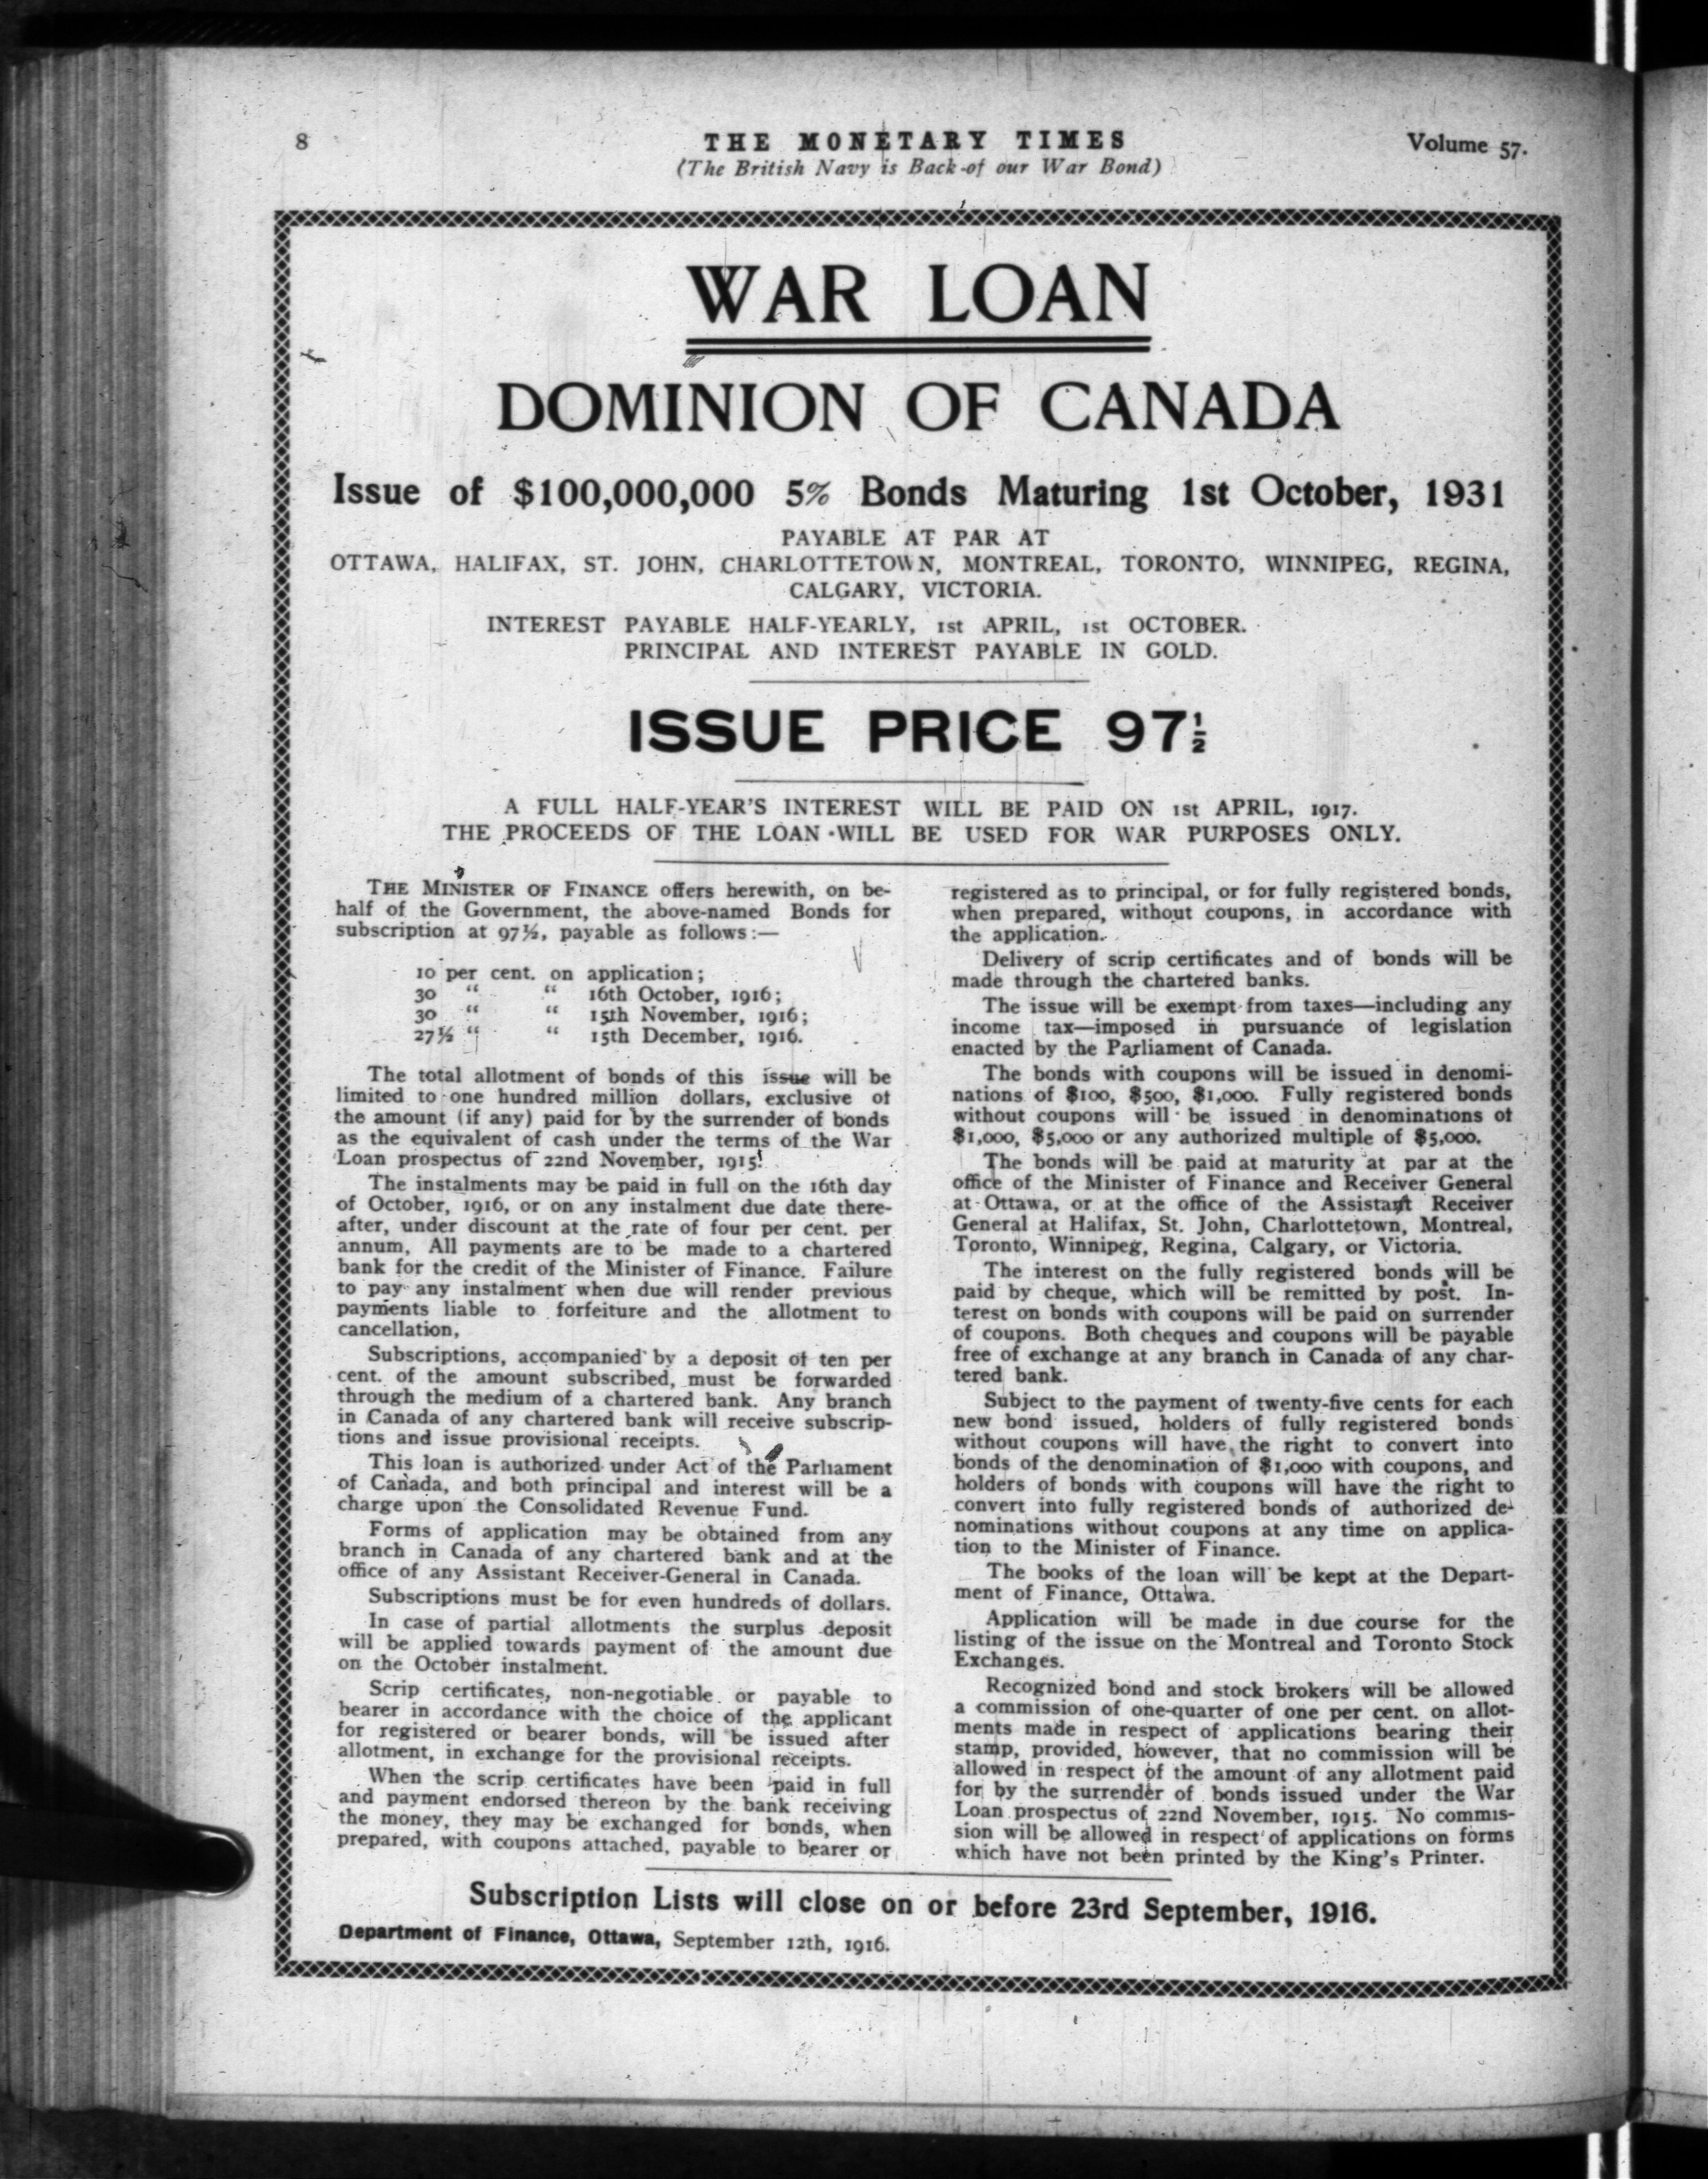 8
THE MONETARY TIMES
Volume 57.
(The British Navy is Back of our War Bond)
WAR LOAN
DOMINION OF CANADA
Issue of $100,000,000 5% Bonds Maturing 1st October, 1931
PAYABLE AT PAR AT
OTTAWA, HALIFAX, ST. JOHN, CHARLOTTETOWN, MONTREAL, TORONTO, WINNIPEG, REGINA,
CALGARY, VICTORIA.
INTEREST PAYABLE HALF-YEARLY, 1st APRIL, 1st OCTOBER.
PRINCIPAL AND INTEREST PAYABLE IN GOLD.
ISSUE PRICE 97½
A FULL HALF-YEAR'S INTEREST WILL BE PAID ON 1st APRIL, 1917.
THE PROCEEDS OF THE LOAN WILL BE USED FOR WAR PURPOSES ONLY.
THE MINISTER OF FINANCE offers herewith, on be-
half of the Government, the above-named Bonds for
subscription at 97½, payable as follows:—
10 per cent. on application;
30 “ “ 16th October, 1916;
30 “ “ 15th November, 1916;
27½ “ “ 15th December, 1916.
The total allotment of bonds of this issue will be
limited to one hundred million dollars, exclusive of
the amount (if any) paid for by the surrender of bonds
as the equivalent of cash under the terms of the War
Loan prospectus of 22nd November, 1915.
The instalments may be paid in full on the 16th day
of October, 1916, or on any instalment due date there-
after, under discount at the rate of four per cent. per
annum. All payments are to be made to a chartered
bank for the credit of the Minister of Finance. Failure
to pay any instalment when due will render previous
payments liable to forfeiture and the allotment to
cancellation.
Subscriptions, accompanied by a deposit of ten per
cent. of the amount subscribed, must be forwarded
through the medium of a chartered bank. Any branch
in Canada of any chartered bank will receive subscrip-
tions and issue provisional receipts.
This loan is authorized under Act of the Parliament
of Canada, and both principal and interest will be a
charge upon the Consolidated Revenue Fund.
Forms of application may be obtained from any
branch in Canada of any chartered bank and at the
office of any Assistant Receiver-General in Canada.
Subscriptions must be for even hundreds of dollars.
In case of partial allotments the surplus deposit
will be applied towards payment of the amount due
on the October instalment.
Scrip certificates, non-negotiable or payable to
bearer in accordance with the choice of the applicant
for registered or bearer bonds, will be issued after
allotment, in exchange for the provisional receipts.
When the scrip certificates have been paid in full
and payment endorsed thereon by the bank receiving
the money, they may be exchanged for bonds, when
prepared, with coupons attached, payable to bearer or
registered as to principal, or for fully registered bonds,
when prepared, without coupons, in accordance with
the application.
Delivery of scrip certificates and of bonds will be
made through the chartered banks.
The issue will be exempt from taxes—including any
income tax—imposed in pursuance of legislation
enacted by the Parliament of Canada.
The bonds with coupons will be issued in denomi-
nations of $100, $500, $1,000. Fully registered bonds
without coupons will be issued in denominations of
$1,000, $5,000 or any authorized multiple of $5,000.
The bonds will be paid at maturity at par at the
office of the Minister of Finance and Receiver General
at Ottawa, or at the office of the Assistant Receiver
General at Halifax, St. John, Charlottetown, Montreal,
Toronto, Winnipeg, Regina, Calgary, or Victoria.
The interest on the fully registered bonds will be
paid by cheque, which will be remitted by post. In-
terest on bonds with coupons will be paid on surrender
of coupons. Both cheques and coupons will be payable
free of exchange at any branch in Canada of any char-
tered bank.
Subject to the payment of twenty-five cents for each
new bond issued, holders of fully registered bonds
without coupons will have the right to convert into
bonds of the denomination of $1,000 with coupons, and
holders of bonds with coupons will have the right to
convert into fully registered bonds of authorized de-
nominations without coupons at any time on applica-
tion to the Minister of Finance.
The books of the loan will be kept at the Depart-
ment of Finance, Ottawa.
Application will be made in due course for the
listing of the issue on the Montreal and Toronto Stock
Exchanges.
Recognized bond and stock brokers will be allowed
a commission of one-quarter of one per cent. on allot-
ments made in respect of applications bearing their
stamp, provided, however, that no commission will be
allowed in respect of the amount of any allotment paid
for by the surrender of bonds issued under the War
Loan prospectus of 22nd November, 1915. No commis-
sion will be allowed in respect of applications on forms
which have not been printed by the King's Printer.
Subscription Lists will close on or before 23rd September, 1916.
Department of Finance, Ottawa, September 12th, 1916.